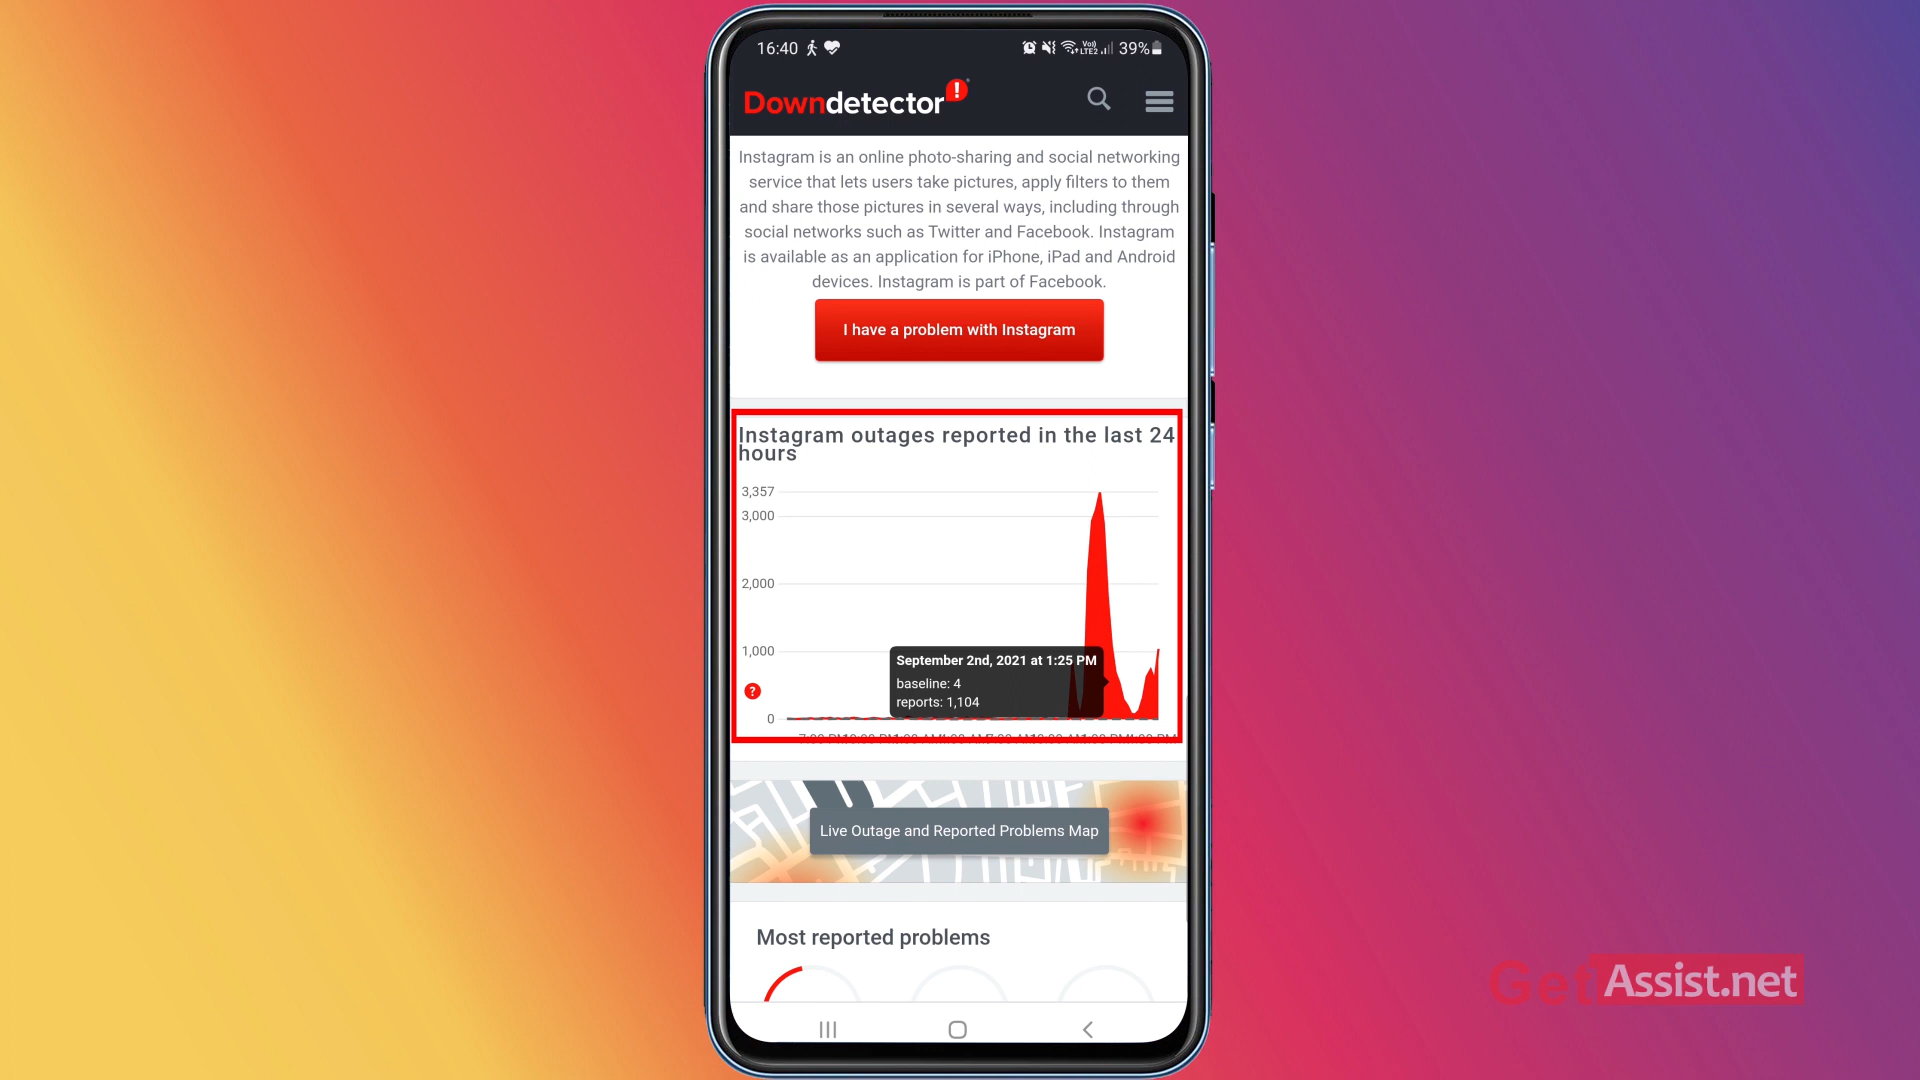 16:40
Vo)) LTE2
39%
Downdetector
Instagram is an online photo-sharing and social networking
service that lets users take pictures, apply filters to them
and share those pictures in several ways, including through
social networks such as Twitter and Facebook. Instagram
is available as an application for iPhone, iPad and Android
devices. Instagram is part of Facebook.
I have a problem with Instagram
Instagram outages reported in the last 24
hours
3,357
3,000
2,000
1,000
September 2nd, 2021 at 1:25 PM
baseline: 4
reports: 1,104
?
0
Live Outage and Reported Problems Map
Most reported problems
GetAssist.net